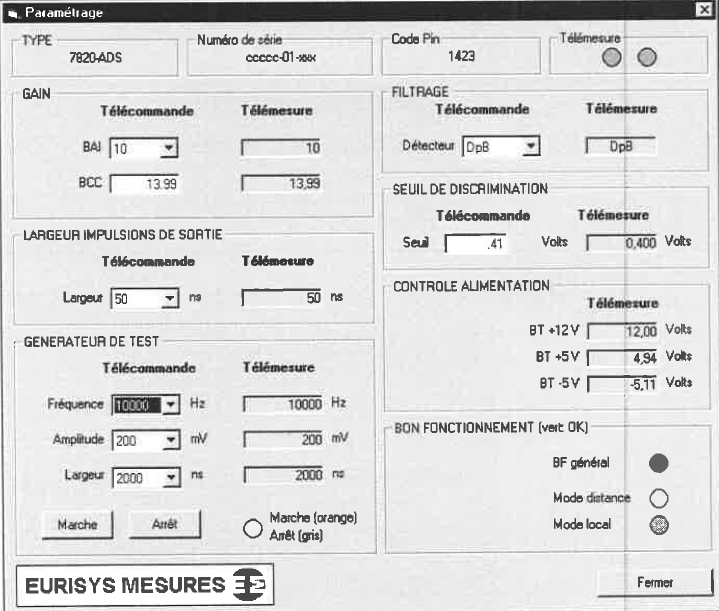 Paramétrage
TYPE
7820-ADS
Numéro de série
ccccc-01-xxx
Code Pin
1423
Télémesure
GAIN
Télécommande Télémesure
BAI 10 10
BCC 13.99 13,99
LARGEUR IMPULSIONS DE SORTIE
Télécommande Télémesure
Largeur 50 ns 50 ns
GENERATEUR DE TEST
Télécommande Télémesure
Fréquence 10000 Hz 10000 Hz
Amplitude 200 mV 200 mV
Largeur 2000 ns 2000 ns
Marche Arrêt
Marche (orange)
Arrêt (gris)
FILTRAGE
Télécommande Télémesure
Détecteur DpB DpB
SEUIL DE DISCRIMINATION
Télécommande Télémesure
Seuil .41 Volts 0,400 Volts
CONTROLE ALIMENTATION
Télémesure
BT +12V 12,00 Volts
BT +5V 4,94 Volts
BT -5V -5,11 Volts
BON FONCTIONNEMENT (vert: OK)
BF général
Mode distance
Mode local
EURISYS MESURES
Fermer